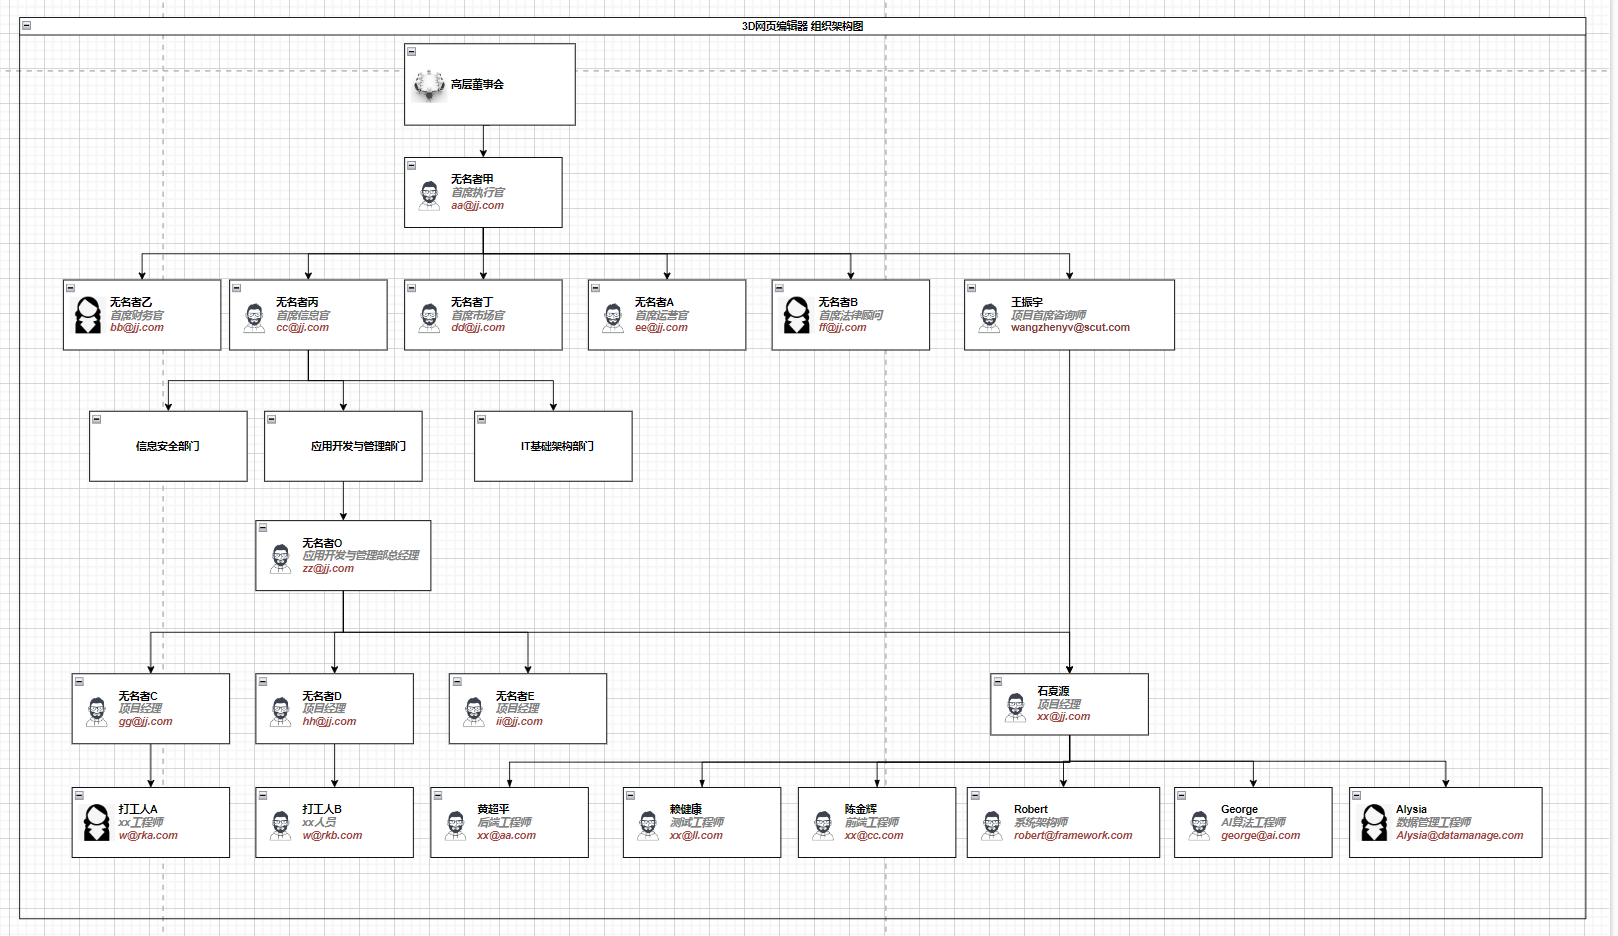 3D网页编辑器 组织架构图
高层董事会
无名者甲
首席执行官
aa@jj.com
无名者乙
首席财务官
bb@jj.com
无名者丙
首席信息官
cc@jj.com
无名者丁
首席市场官
dd@jj.com
无名者A
首席运营官
ee@jj.com
无名者B
首席法律顾问
ff@jj.com
王振宇
项目首席咨询师
wangzhenyv@scut.com
信息安全部门
应用开发与管理部门
IT基础架构部门
无名者O
应用开发与管理部总经理
zz@jj.com
无名者C
项目经理
gg@jj.com
无名者D
项目经理
hh@jj.com
无名者E
项目经理
ii@jj.com
石夏源
项目经理
xx@jj.com
打工人A
xx工程师
w@rka.com
打工人B
xx人员
w@rkb.com
黄超平
后端工程师
xx@aa.com
赖健康
测试工程师
xx@ll.com
陈金辉
前端工程师
xx@cc.com
Robert
系统架构师
robert@framework.com
George
AI算法工程师
george@ai.com
Alysia
数据管理工程师
Alysia@datamanage.com